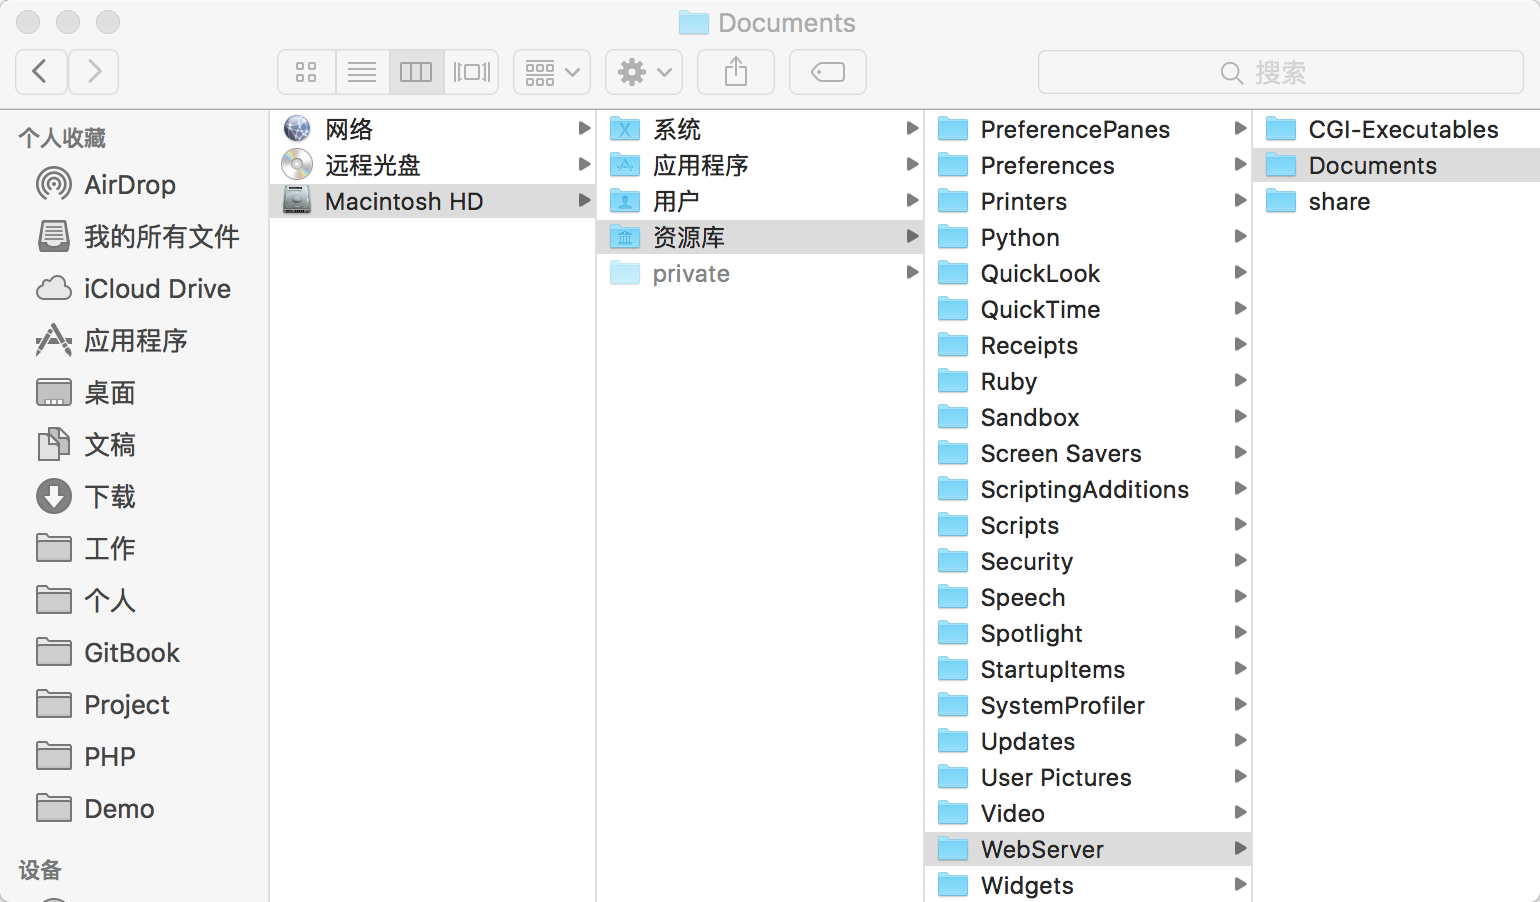 Documents
搜索
个人收藏
AirDrop
我的所有文件
iCloud Drive
应用程序
桌面
文稿
下载
工作
个人
GitBook
Project
PHP
Demo
设备
网络
远程光盘
Macintosh HD
系统
应用程序
用户
资源库
private
PreferencePanes
Preferences
Printers
Python
QuickLook
QuickTime
Receipts
Ruby
Sandbox
Screen Savers
ScriptingAdditions
Scripts
Security
Speech
Spotlight
StartupItems
SystemProfiler
Updates
User Pictures
Video
WebServer
Widgets
CGI-Executables
Documents
share